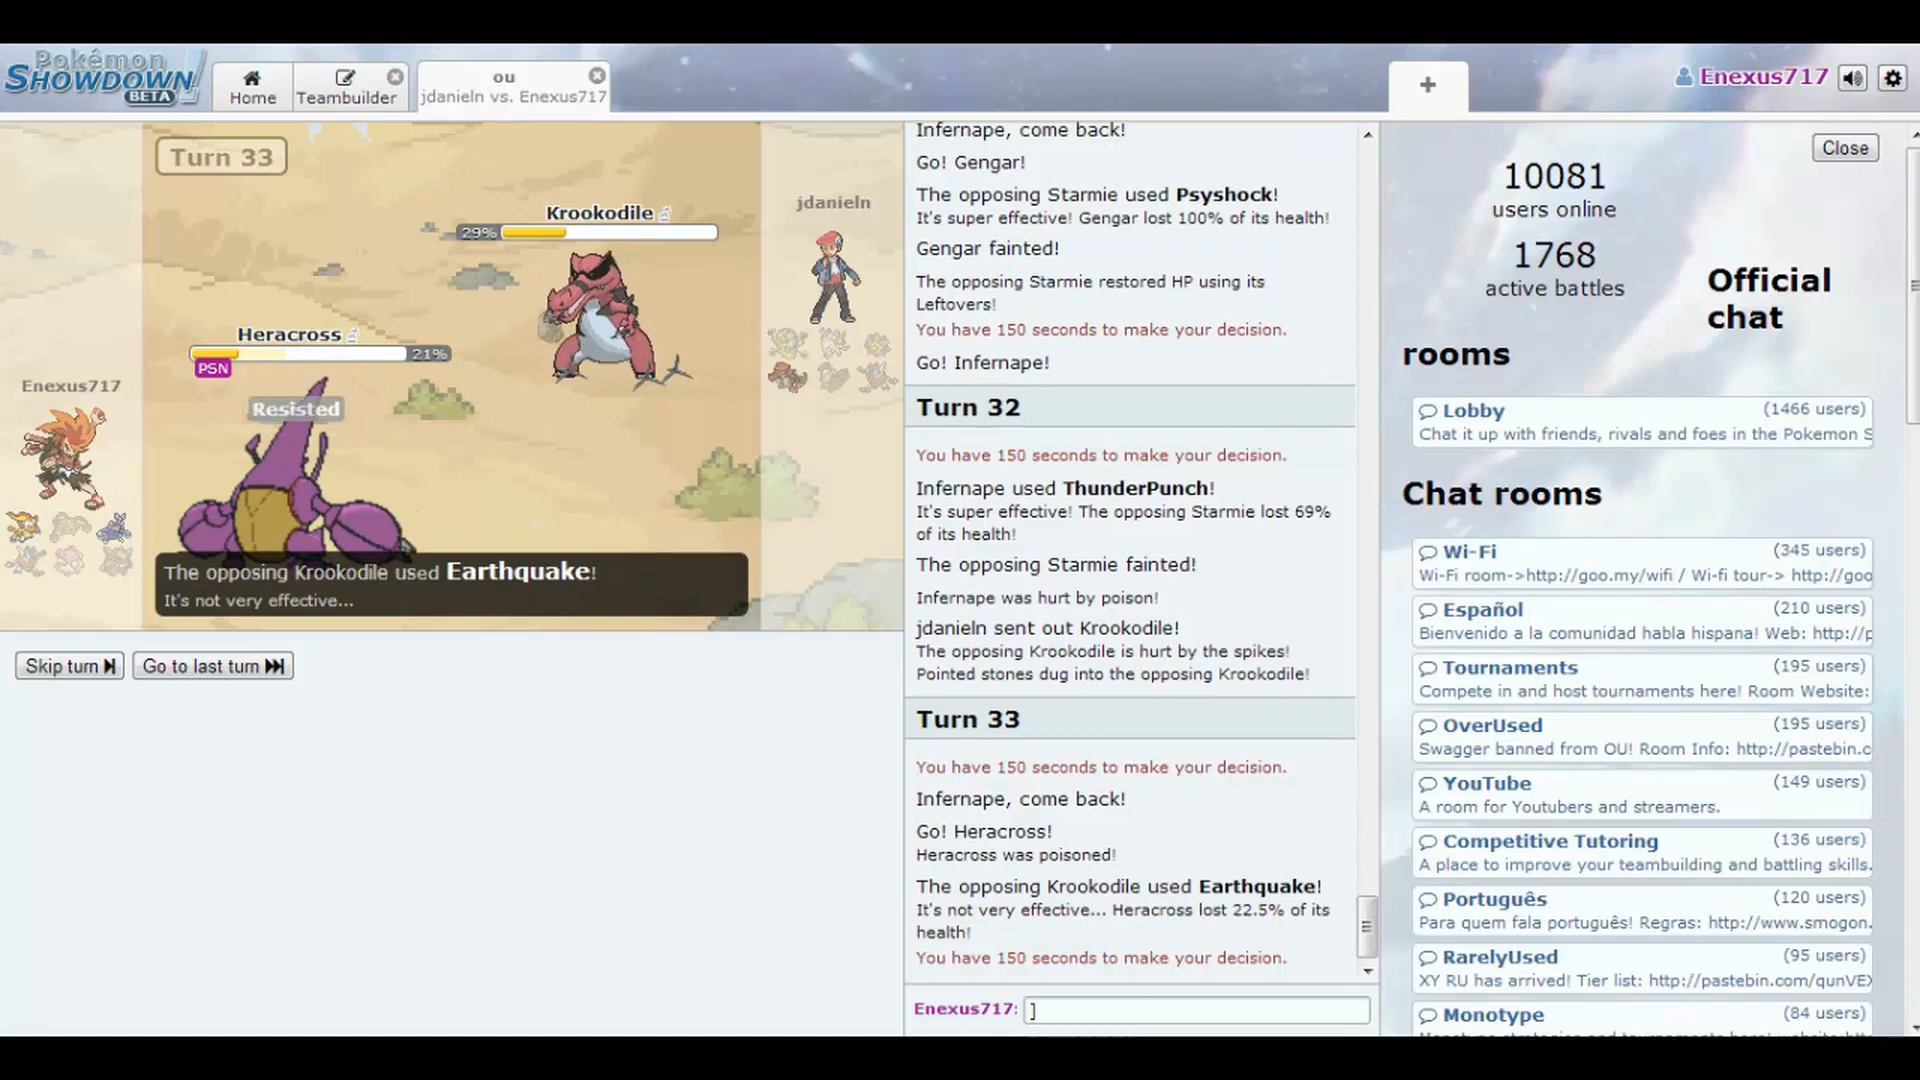 Pokémon
SHOWDOWN
BETA
Home
Teambuilder
ou
jdanieln vs. Enexus717
+
Enexus717
Turn 33
Krookodile
29%
jdanieln
Heracross
21%
PSN
Enexus717
Resisted
The opposing Krookodile used Earthquake!
It's not very effective...
Skip turn
Go to last turn
Infernape, come back!
Go! Gengar!
The opposing Starmie used Psyshock!
It's super effective! Gengar lost 100% of its health!
Gengar fainted!
The opposing Starmie restored HP using its
Leftovers!
You have 150 seconds to make your decision.
Go! Infernape!
Turn 32
You have 150 seconds to make your decision.
Infernape used ThunderPunch!
It's super effective! The opposing Starmie lost 69%
of its health!
The opposing Starmie fainted!
Infernape was hurt by poison!
jdanieln sent out Krookodile!
The opposing Krookodile is hurt by the spikes!
Pointed stones dug into the opposing Krookodile!
Turn 33
You have 150 seconds to make your decision.
Infernape, come back!
Go! Heracross!
Heracross was poisoned!
The opposing Krookodile used Earthquake!
It's not very effective... Heracross lost 22.5% of its
health!
You have 150 seconds to make your decision.
Enexus717: ]
Close
10081
users online
1768
active battles
Official
chat
rooms
Lobby (1466 users)
Chat it up with friends, rivals and foes in the Pokemon S
Chat rooms
Wi-Fi (345 users)
Wi-Fi room->http://goo.my/wifi / Wi-fi tour-> http://goo
Español (210 users)
Bienvenido a la comunidad habla hispana! Web: http://p
Tournaments (195 users)
Compete in and host tournaments here! Room Website:
OverUsed (195 users)
Swagger banned from OU! Room Info: http://pastebin.c
YouTube (149 users)
A room for Youtubers and streamers.
Competitive Tutoring (136 users)
A place to improve your teambuilding and battling skills.
Português (120 users)
Para quem fala português! Regras: http://www.smogon.
RarelyUsed (95 users)
XY RU has arrived! Tier list: http://pastebin.com/qunVEX
Monotype (84 users)